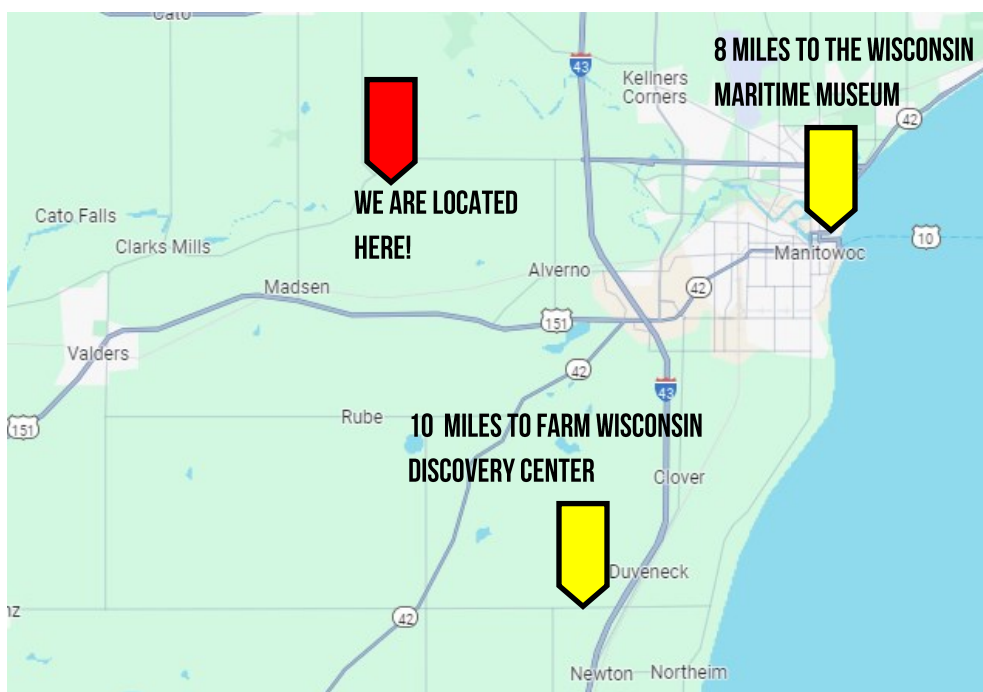 Cato
8 MILES TO THE WISCONSIN
MARITIME MUSEUM
43
Kellners
Corners
42
WE ARE LOCATED
HERE!
Cato Falls
Clarks Mills
10
Manitowoc
Alverno
Madsen
42
151
Valders
42
43
Rube
151
10 MILES TO FARM WISCONSIN
DISCOVERY CENTER
Clover
Duveneck
nz
42
Newton
Northeim